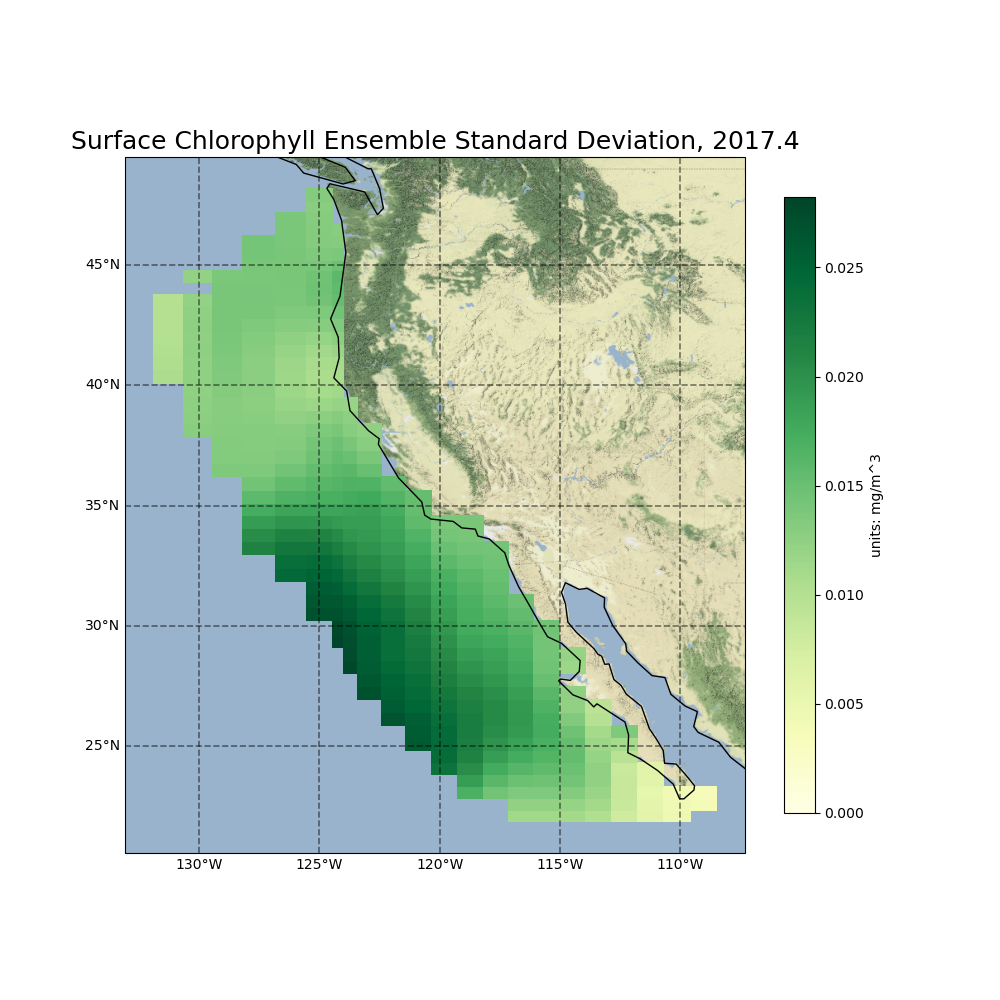 Surface Chlorophyll Ensemble Standard Deviation, 2017.4
45°N
40°N
35°N
30°N
25°N
130°W
125°W
120°W
115°W
110°W
0.025
0.020
0.015
0.010
0.005
0.000
units: mg/m^3